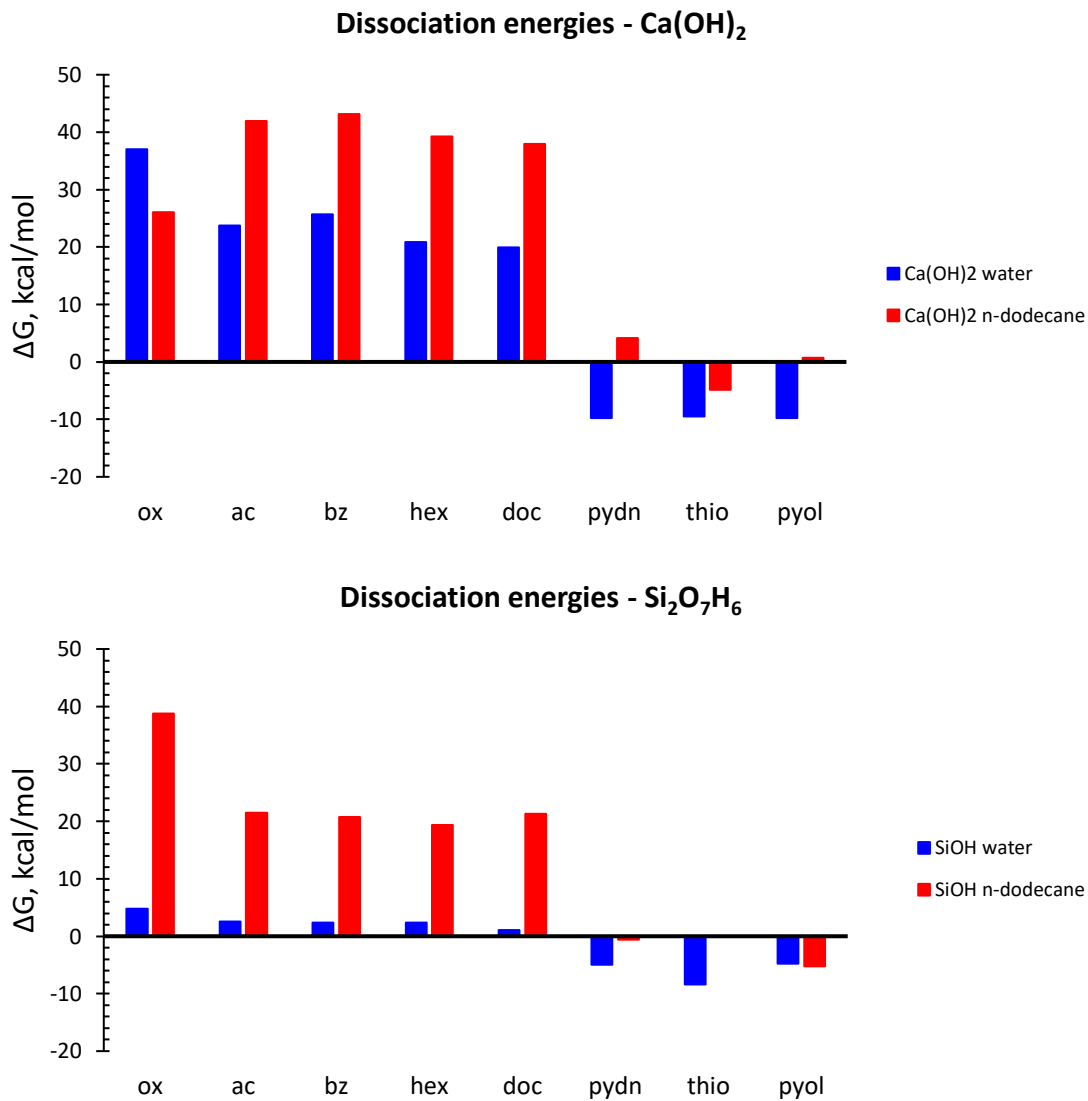 Dissociation energies - Ca(OH)₂
50
40
30
20
10
0
-10
-20
ΔG, kcal/mol
ox ac bz hex doc pydn thio pyol
Ca(OH)2 water
Ca(OH)2 n-dodecane
Dissociation energies - Si₂O₇H₆
50
40
30
20
10
0
-10
-20
ΔG, kcal/mol
ox ac bz hex doc pydn thio pyol
SiOH water
SiOH n-dodecane